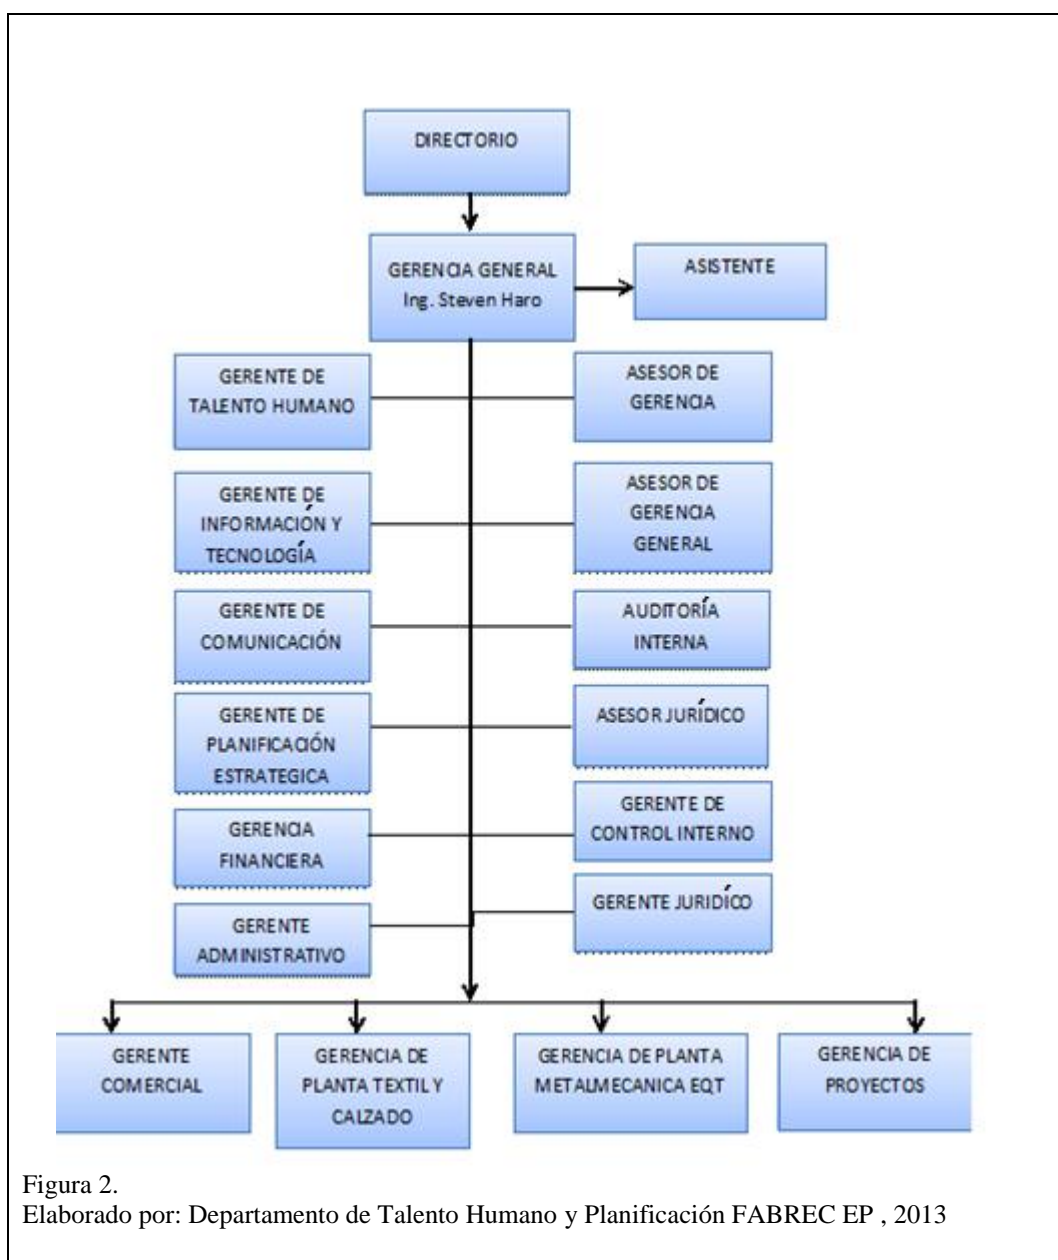 DIRECTORIO
GERENCIA GENERAL
Ing. Steven Haro
ASISTENTE
GERENTE DE
TALENTO HUMANO
ASESOR DE
GERENCIA
GERENTE DE
INFORMACIÓN Y
TECNOLOGÍA
ASESOR DE
GERENCIA
GENERAL
GERENTE DE
COMUNICACIÓN
AUDITORÍA
INTERNA
GERENTE DE
PLANIFICACIÓN
ESTRATEGICA
ASESOR JURÍDICO
GERENCIA
FINANCIERA
GERENTE DE
CONTROL INTERNO
GERENTE
ADMINISTRATIVO
GERENTE JURIDÍCO
GERENTE
COMERCIAL
GERENCIA DE
PLANTA TEXTIL Y
CALZADO
GERENCIA DE PLANTA
METALMECANICA EQT
GERENCIA DE
PROYECTOS
Figura 2.
Elaborado por: Departamento de Talento Humano y Planificación FABREC EP , 2013